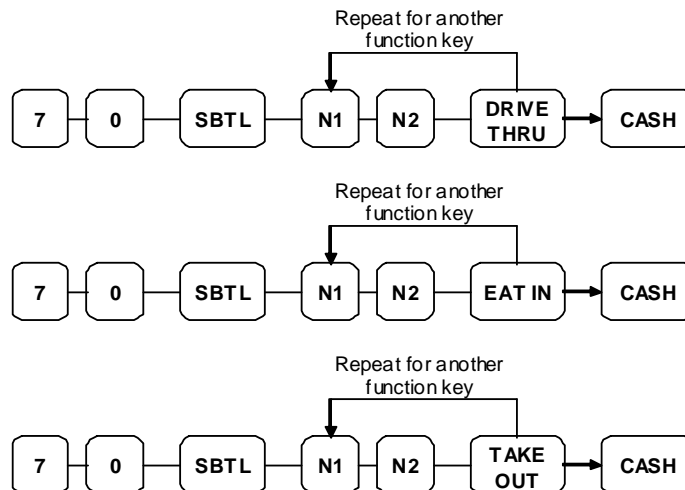 Repeat for another
function key
7 0 SBTL N1 N2 DRIVE THRU CASH
Repeat for another
function key
7 0 SBTL N1 N2 EAT IN CASH
Repeat for another
function key
7 0 SBTL N1 N2 TAKE OUT CASH